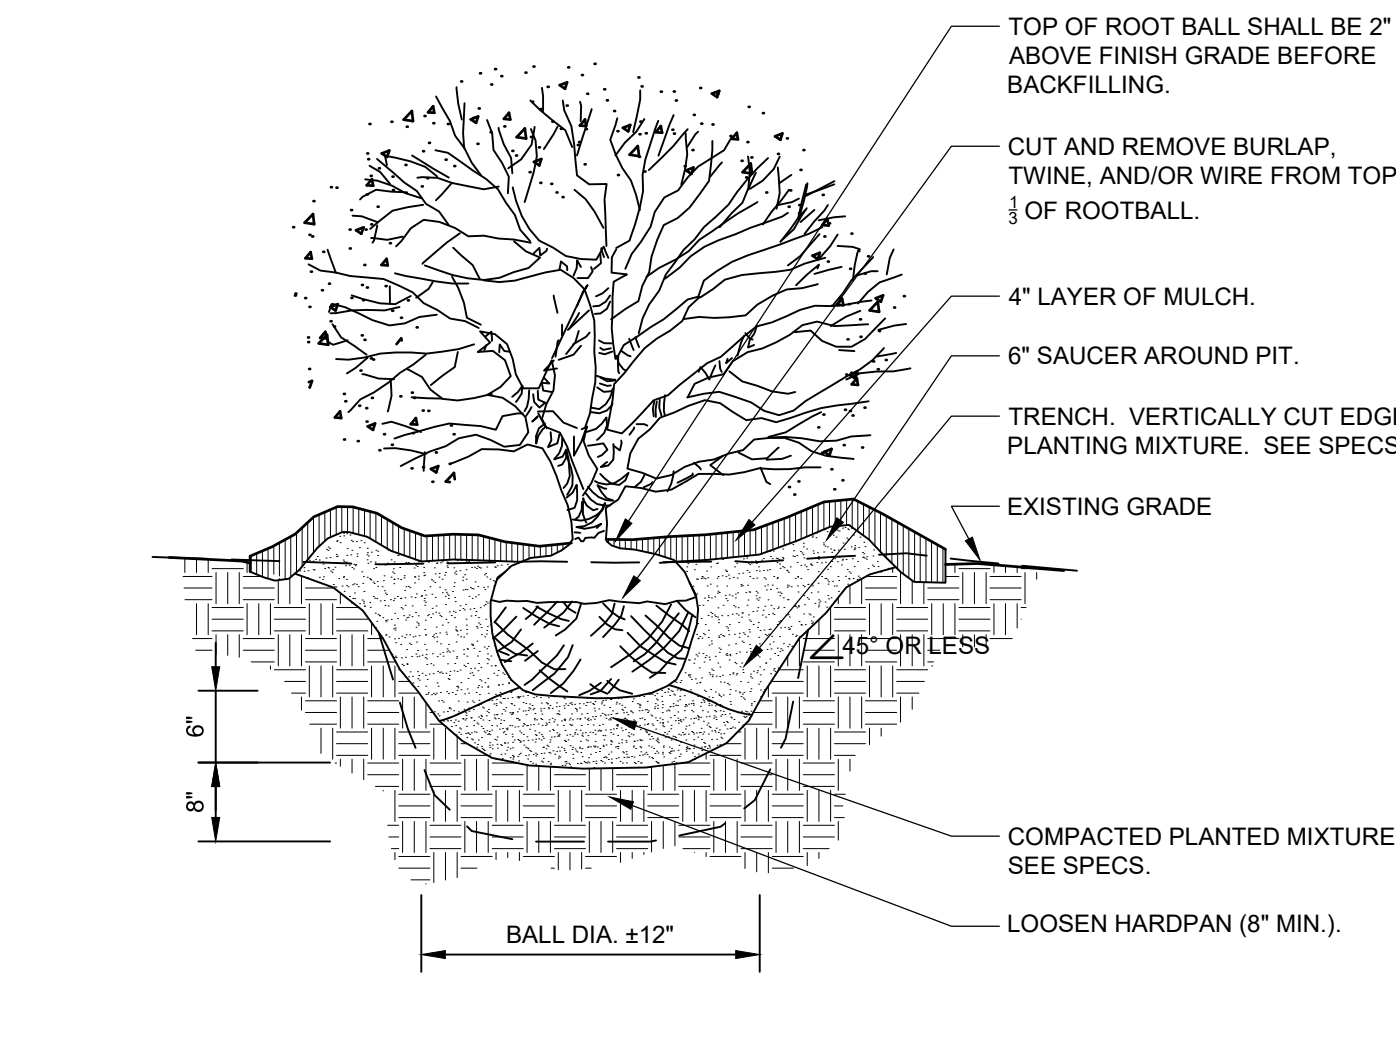 TOP OF ROOT BALL SHALL BE 2"
ABOVE FINISH GRADE BEFORE
BACKFILLING.
CUT AND REMOVE BURLAP,
TWINE, AND/OR WIRE FROM TOP
1/3 OF ROOTBALL.
4" LAYER OF MULCH.
6" SAUCER AROUND PIT.
TRENCH. VERTICALLY CUT EDGE
PLANTING MIXTURE. SEE SPECS
EXISTING GRADE
45° OR LESS
6"
8"
COMPACTED PLANTED MIXTURE
SEE SPECS.
LOOSEN HARDPAN (8" MIN.).
BALL DIA. ±12"